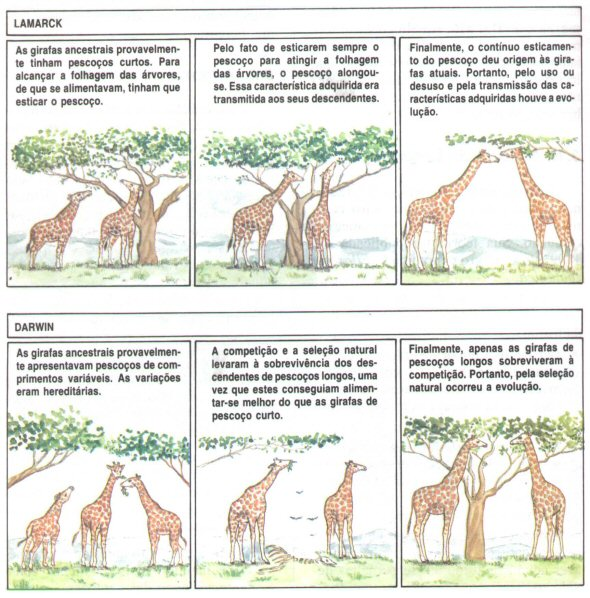 LAMARCK
As girafas ancestrais provavelmen-
te tinham pescoços curtos. Para
alcançar a folhagem das árvores,
de que se alimentavam, tinham que
esticar o pescoço.
Pelo fato de esticarem sempre o
pescoço para atingir a folhagem
das árvores, o pescoço alongou-
se. Essa característica adquirida era
transmitida aos seus descendentes.
Finalmente, o contínuo esticamen-
to do pescoço deu origem às gira-
fas atuais. Portanto, pelo uso ou
desuso e pela transmissão das ca-
racterísticas adquiridas houve a evo-
lução.
DARWIN
As girafas ancestrais provavelmen-
te apresentavam pescoços de com-
primentos variáveis. As variações
eram hereditárias.
A competição e a seleção natural
levaram à sobrevivência dos des-
cendentes de pescoços longos, uma
vez que estes conseguiam alimen-
tar-se melhor do que as girafas de
pescoço curto.
Finalmente, apenas as girafas de
pescoços longos sobreviveram à
competição. Portanto, pela seleção
natural ocorreu a evolução.